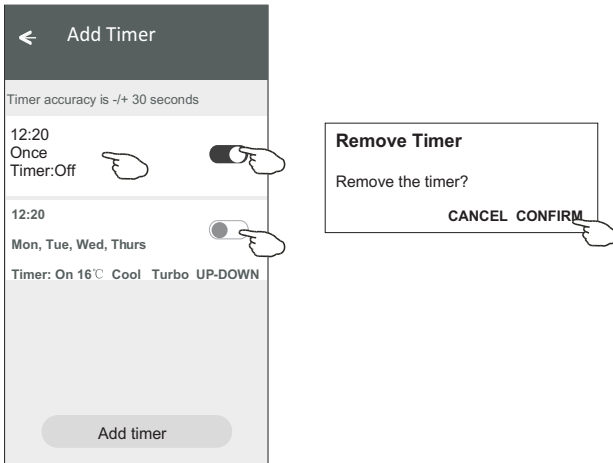 Add Timer
Timer accuracy is -/+ 30 seconds
12:20
Once
Timer:Off
12:20
Mon, Tue, Wed, Thurs
Timer: On 16℃ Cool Turbo UP-DOWN
Add timer
Remove Timer
Remove the timer?
CANCEL CONFIRM